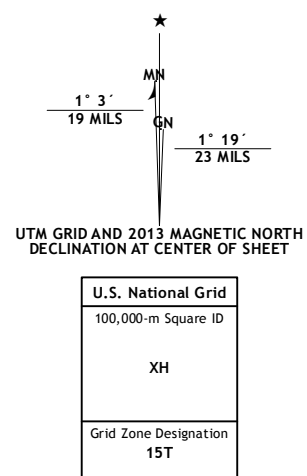 ★
MN
1° 3´
19 MILS
GN
1° 19´
23 MILS
UTM GRID AND 2013 MAGNETIC NORTH
DECLINATION AT CENTER OF SHEET
U.S. National Grid
100,000-m Square ID
XH
Grid Zone Designation
15T